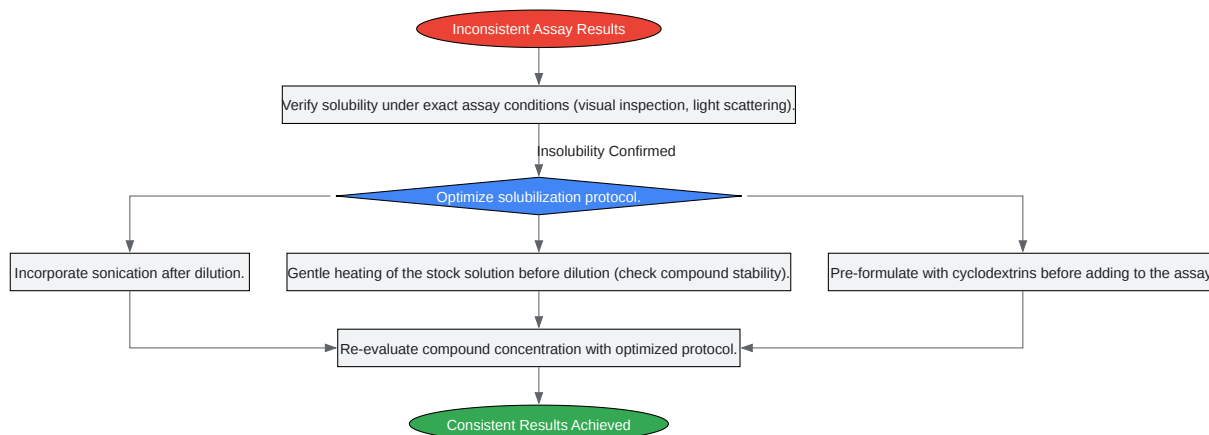 Inconsistent Assay Results
Verify solubility under exact assay conditions (visual inspection, light scattering).
Insolubility Confirmed
Optimize solubilization protocol.
Incorporate sonication after dilution.
Gentle heating of the stock solution before dilution (check compound stability).
Pre-formulate with cyclodextrins before adding to the assay
Re-evaluate compound concentration with optimized protocol.
Consistent Results Achieved